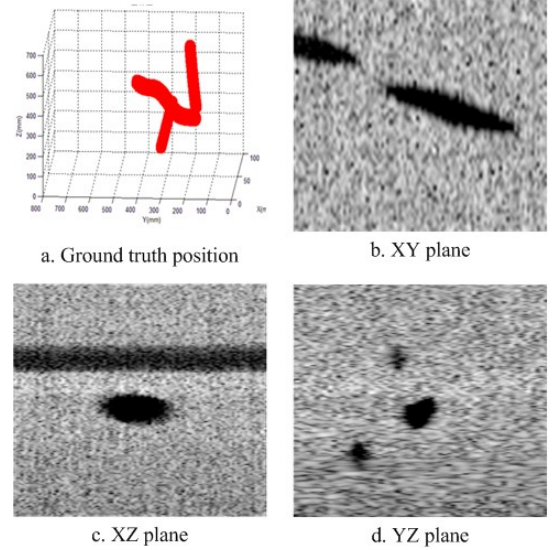 700
600
500
400
300
200
100
0
Z(mm)
800 700 600 500 400 300 200 100 0
Y(mm)
100
50
0
a. Ground truth position
b. XY plane
c. XZ plane
d. YZ plane